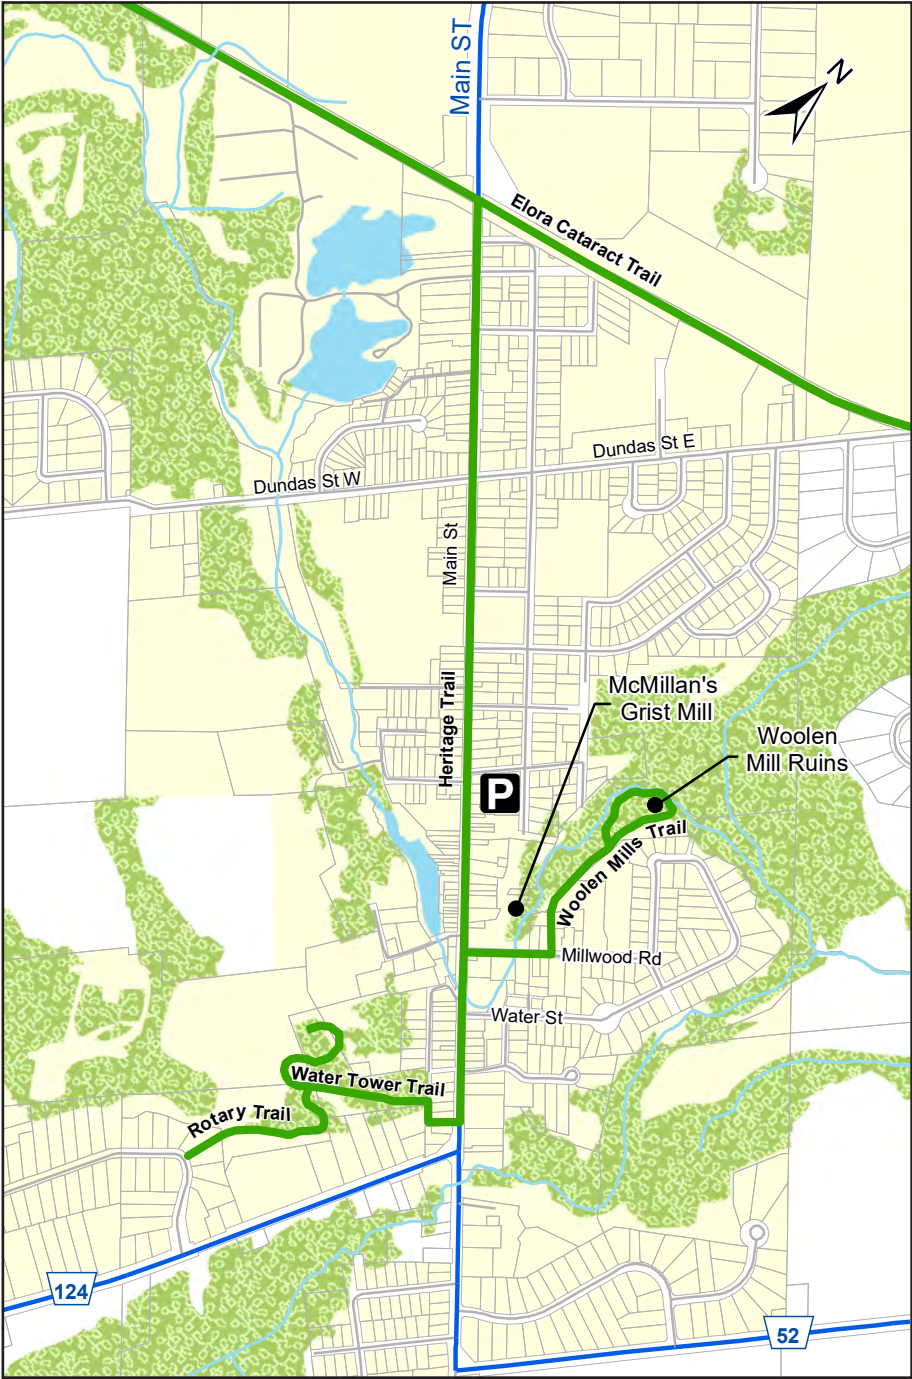 Main ST
N
Elora Cataract Trail
Dundas St E
Dundas St W
Main St
Heritage Trail
McMillan's
Grist Mill
Woolen
Mill Ruins
P
Woolen Mills Trail
Millwood Rd
Water St
Water Tower Trail
Rotary Trail
124
52